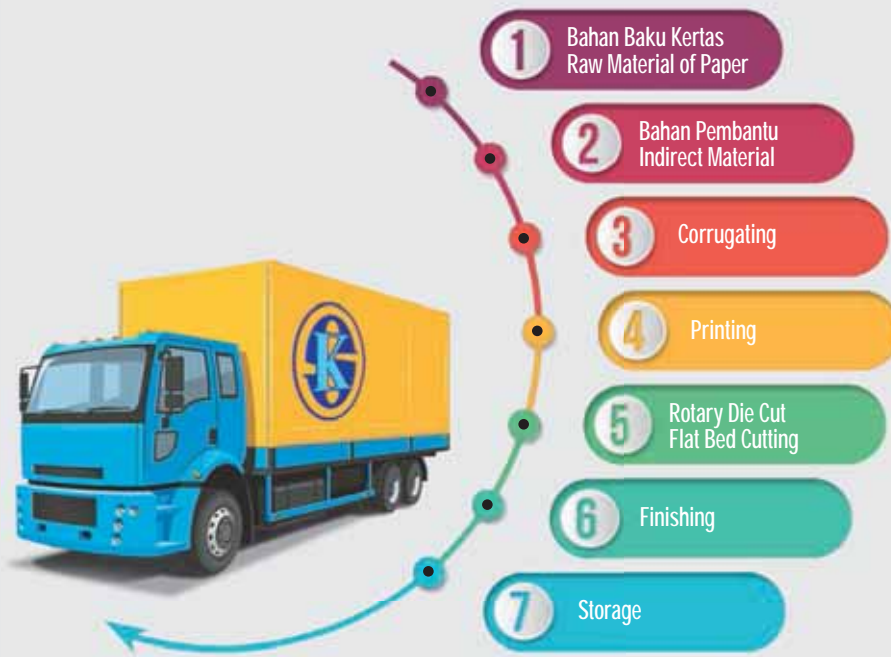 1
Bahan Baku Kertas
Raw Material of Paper
2
Bahan Pembantu
Indirect Material
3
Corrugating
4
Printing
5
Rotary Die Cut
Flat Bed Cutting
6
Finishing
7
Storage
SK